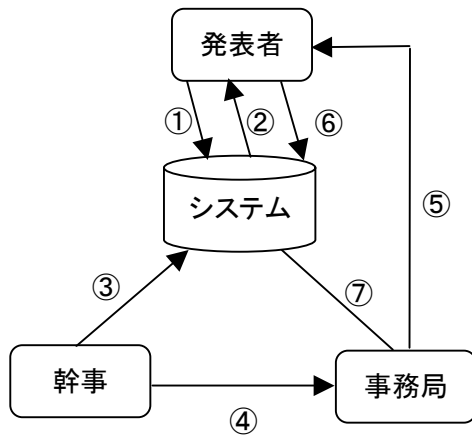 発表者
①
②
⑥
システム
⑤
③
⑦
幹事
事務局
④